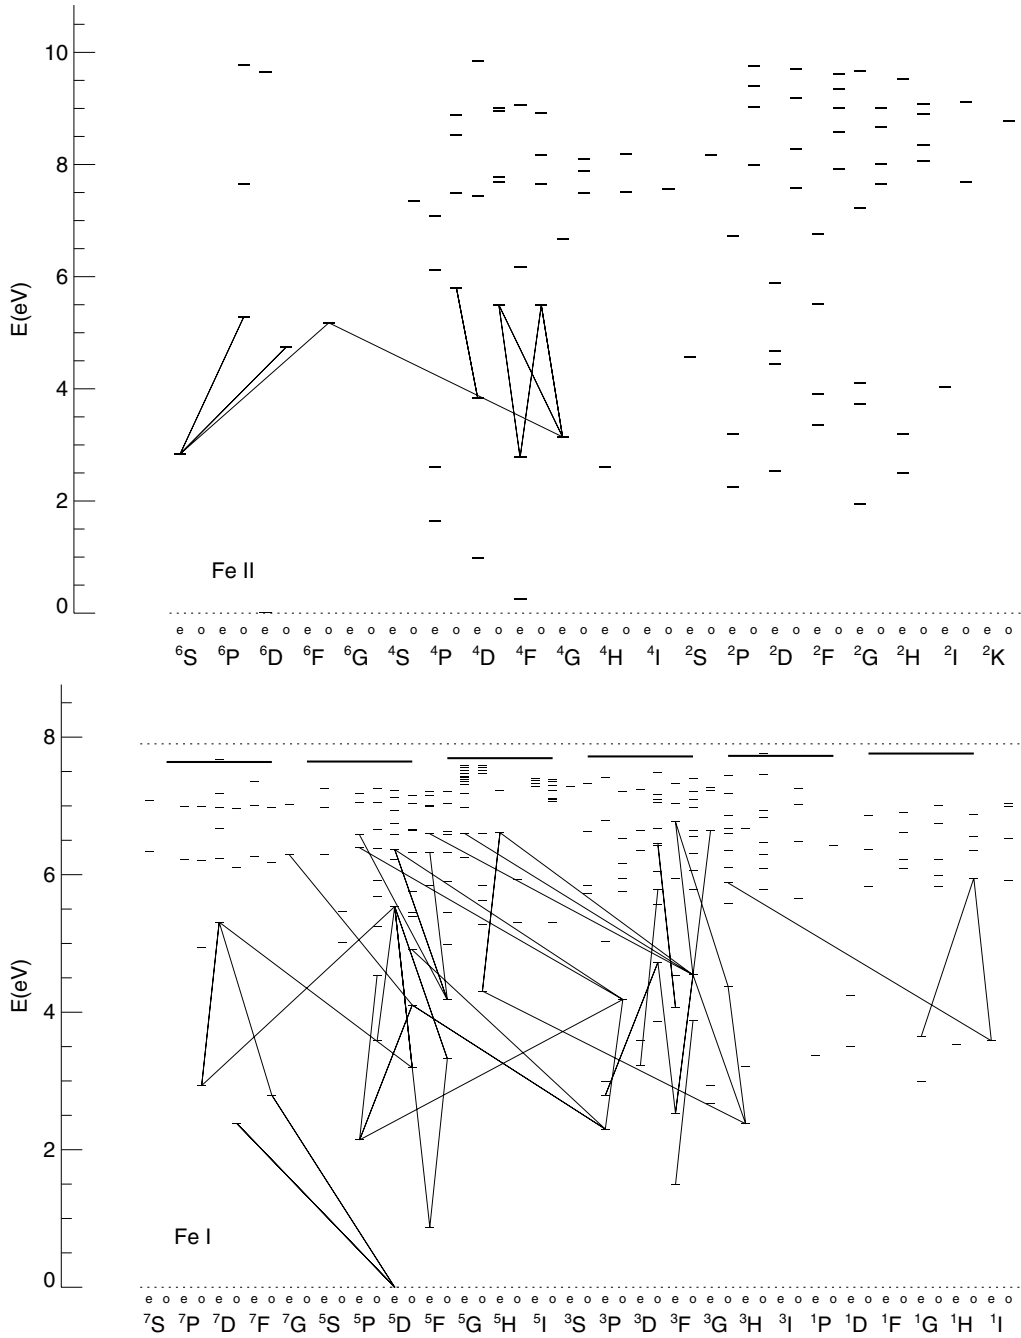 10
8
6
4
2
0
E(eV)
Fe II
e o e o e o e o e o e o e o e o e o e o e o e o e o e o e o e o e o e o e o e o
⁶S ⁶P ⁶D ⁶F ⁶G ⁴S ⁴P ⁴D ⁴F ⁴G ⁴H ⁴I ²S ²P ²D ²F ²G ²H ²I ²K
8
6
4
2
0
E(eV)
Fe I
e o e o e o e o e o e o e o e o e o e o e o e o e o e o e o e o e o e o e o e o e o e o e o e o e o
⁷S ⁷P ⁷D ⁷F ⁷G ⁵S ⁵P ⁵D ⁵F ⁵G ⁵H ⁵I ³S ³P ³D ³F ³G ³H ³I ¹P ¹D ¹F ¹G ¹H ¹I